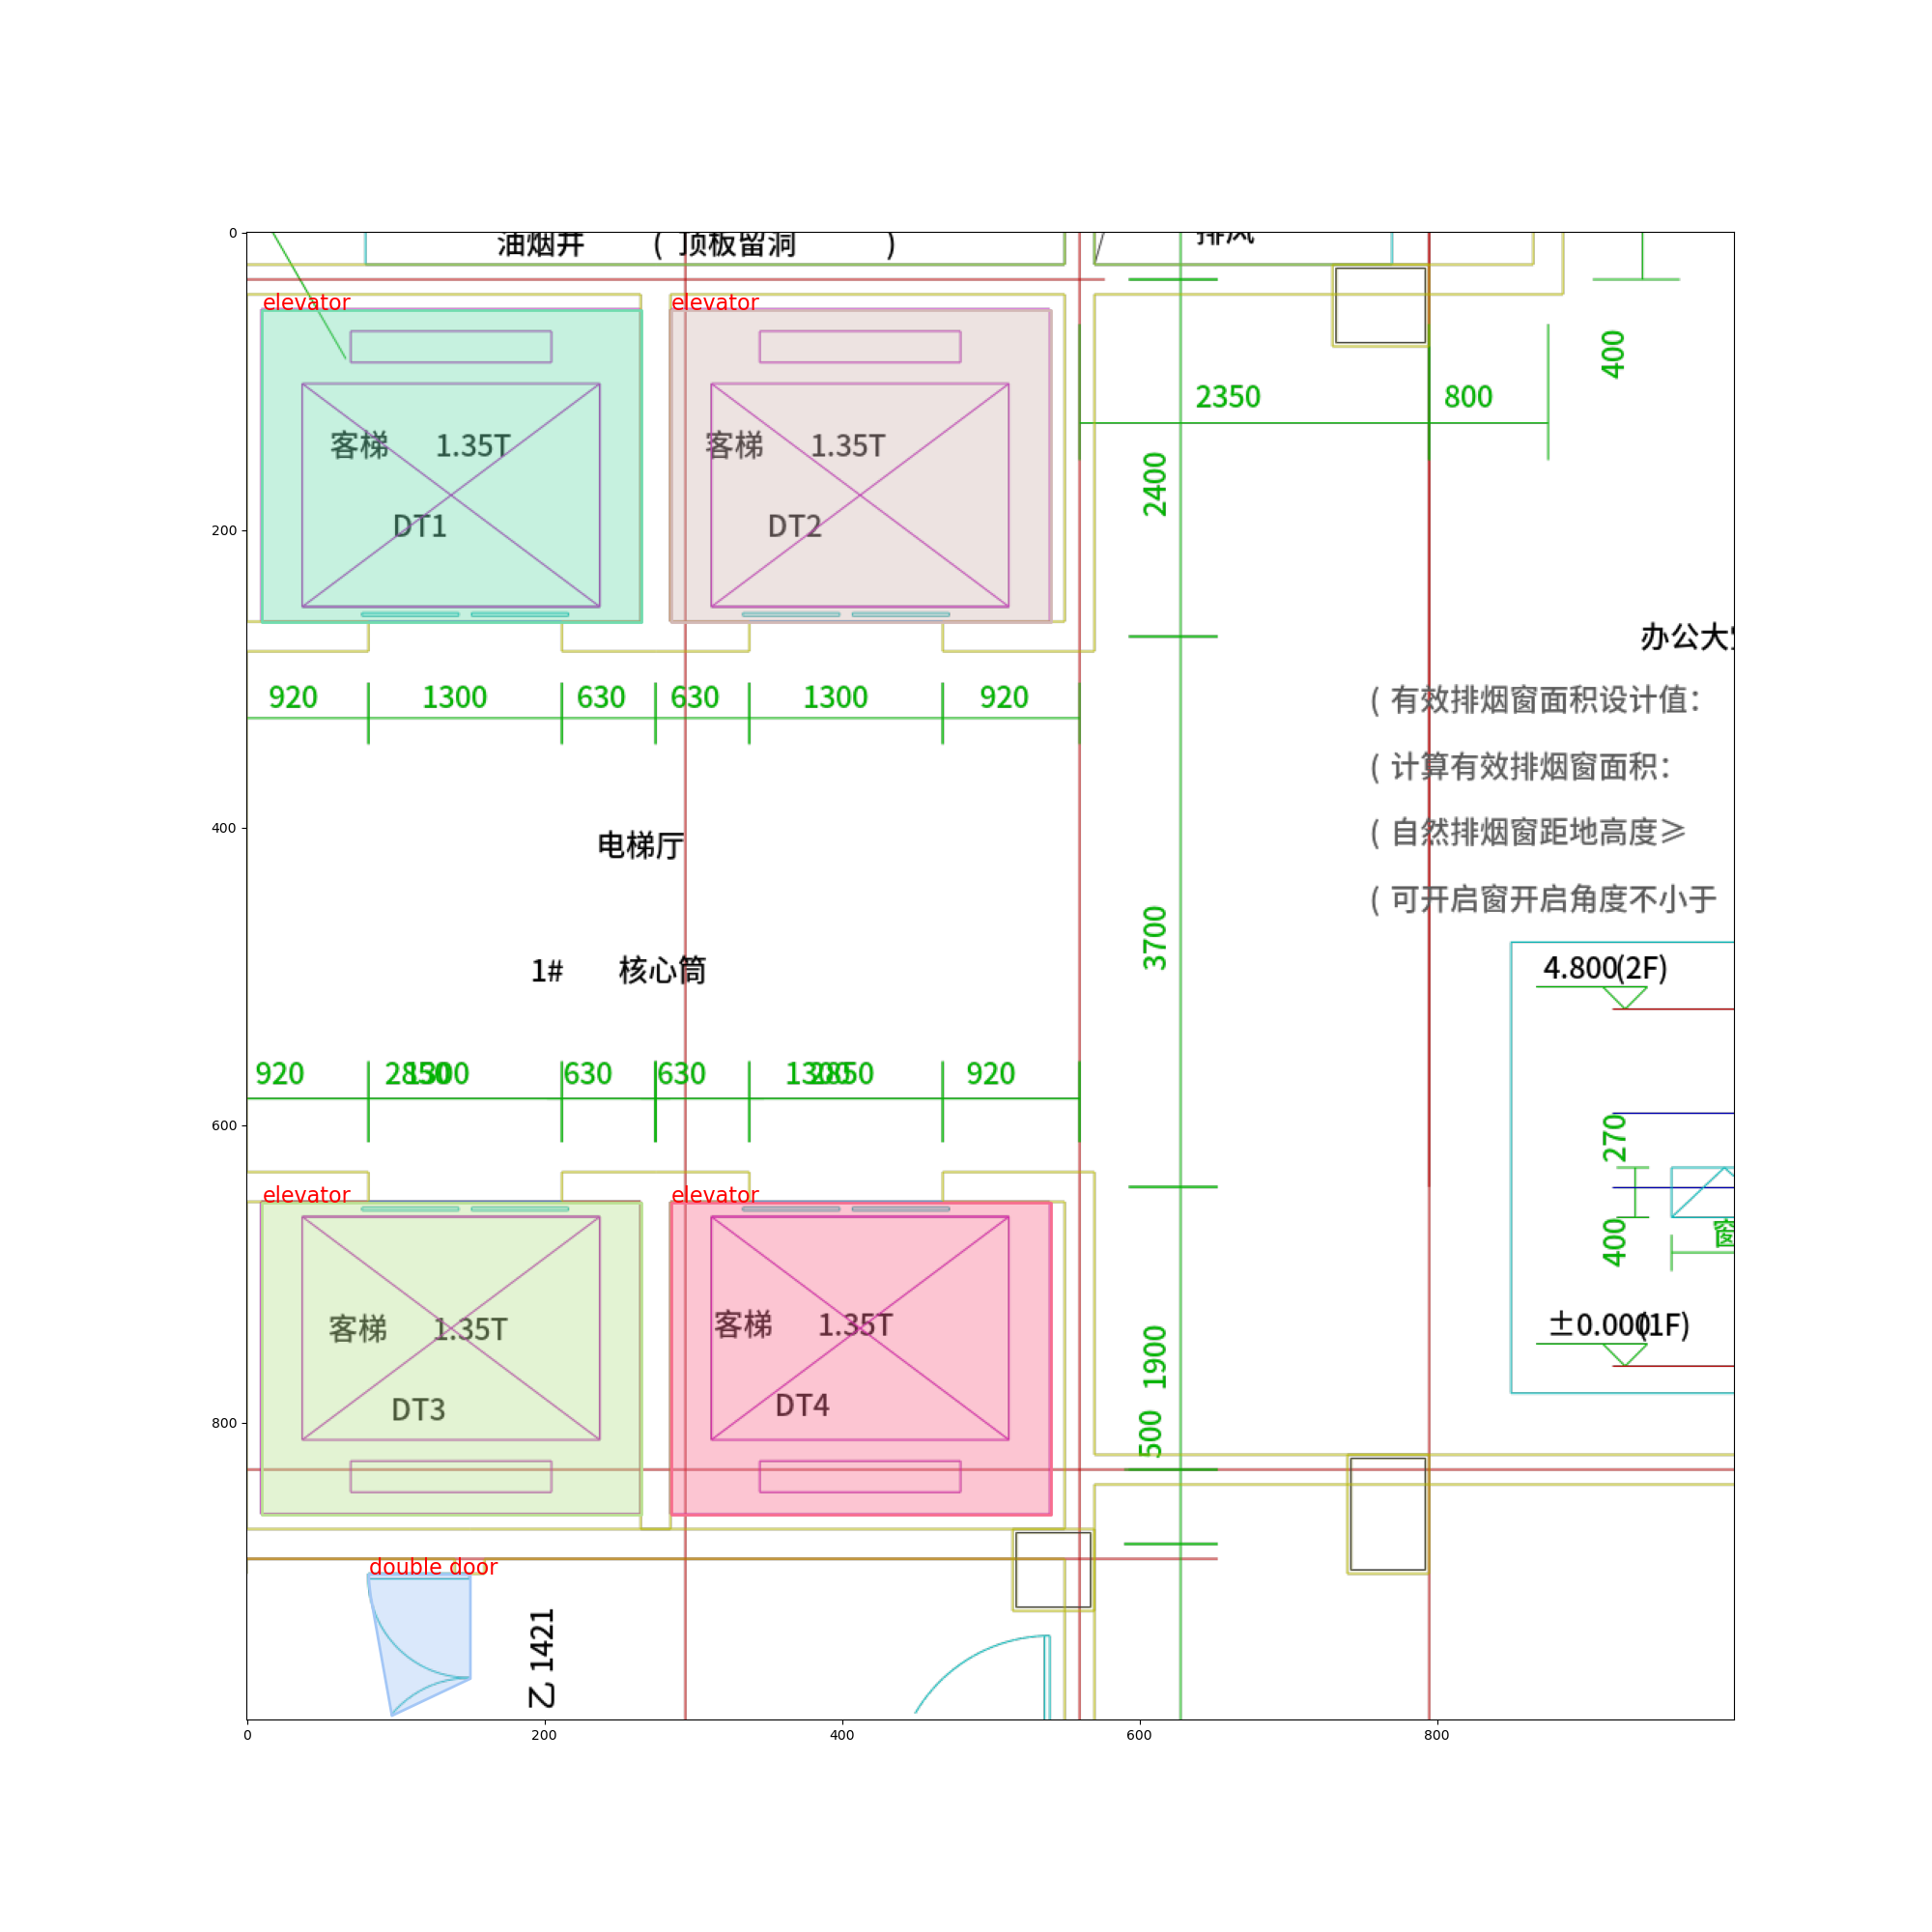 油烟井 ( 顶板留洞 )
排风
0
elevator
elevator
400
2350
800
客梯 1.35T
客梯 1.35T
2400
DT1
DT2
200
办公大堂
920
1300
630
630
1300
920
( 有效排烟窗面积设计值：
( 计算有效排烟窗面积：
400
电梯厅
( 自然排烟窗距地高度≥
( 可开启窗开启角度不小于
3700
1# 核心筒
4.800(2F)
920
2850
1300
630
630
1300
2850
920
600
270
elevator
elevator
400
窗
客梯 1.35T
客梯 1.35T
±0.000(1F)
1900
DT3
DT4
800
500
double door
乙 1421
0
200
400
600
800